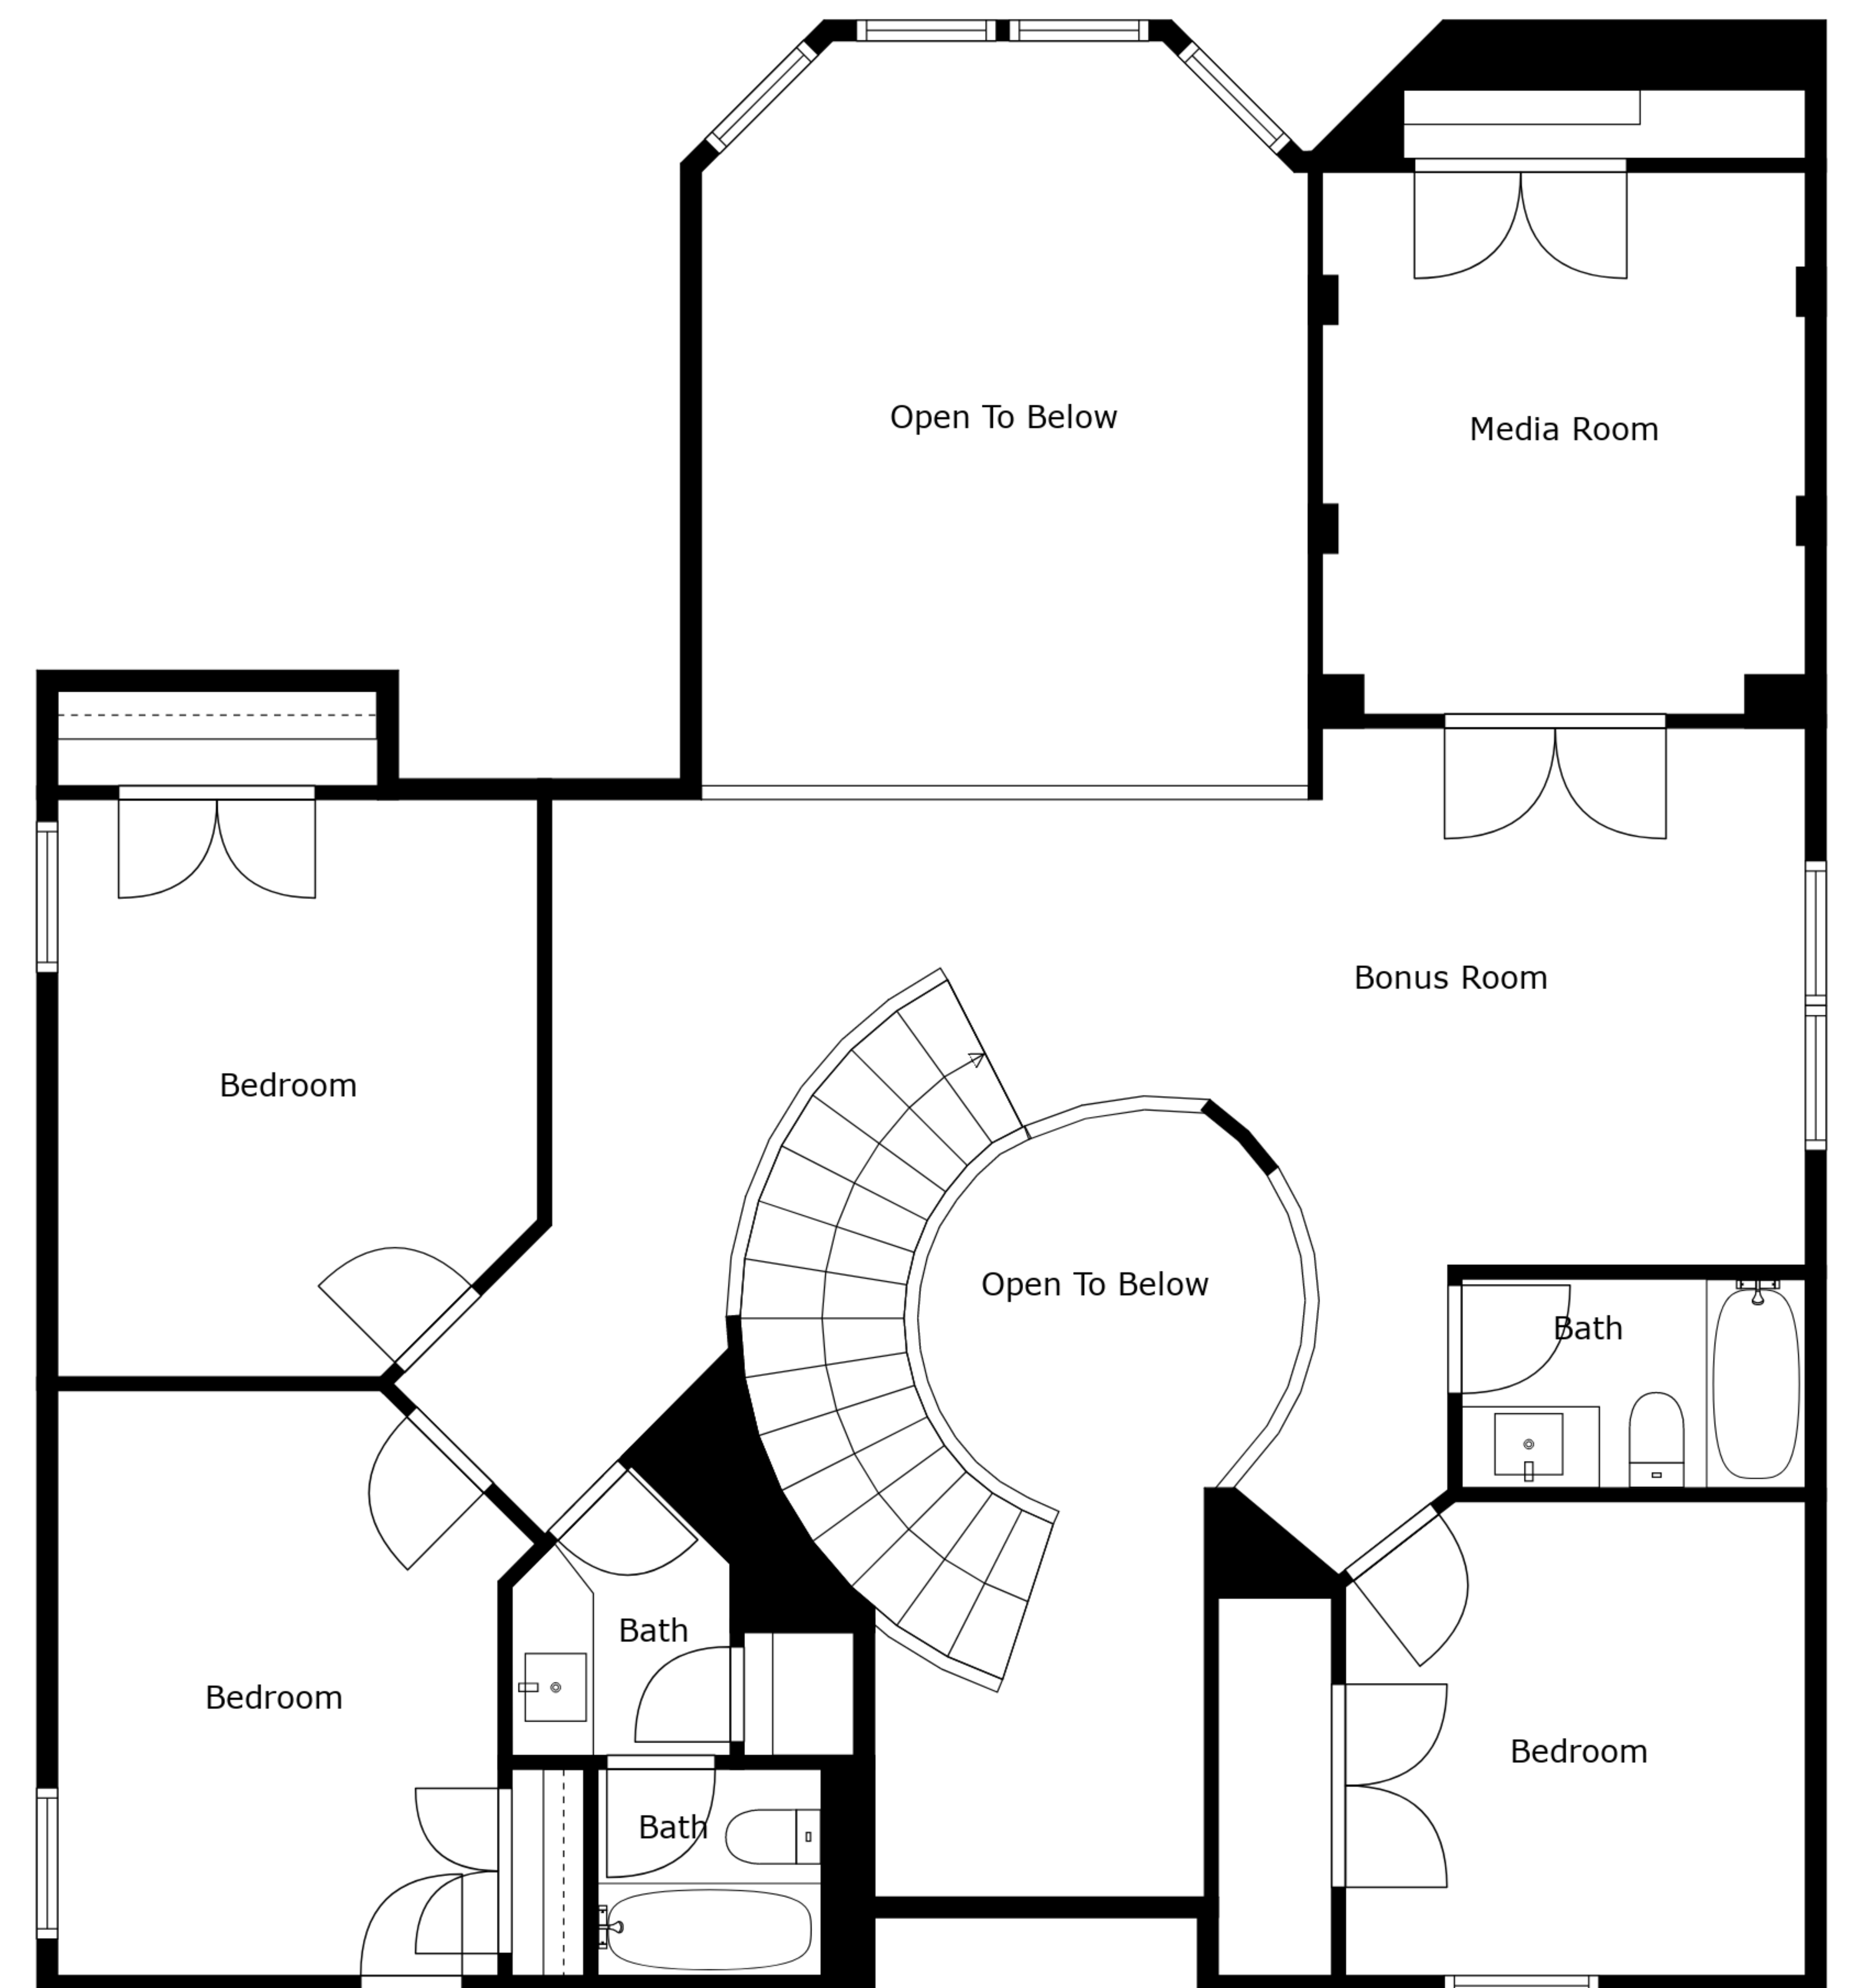 Open To Below
Media Room
Bonus Room
Bedroom
Open To Below
Bath
Bath
Bedroom
Bedroom
Bath